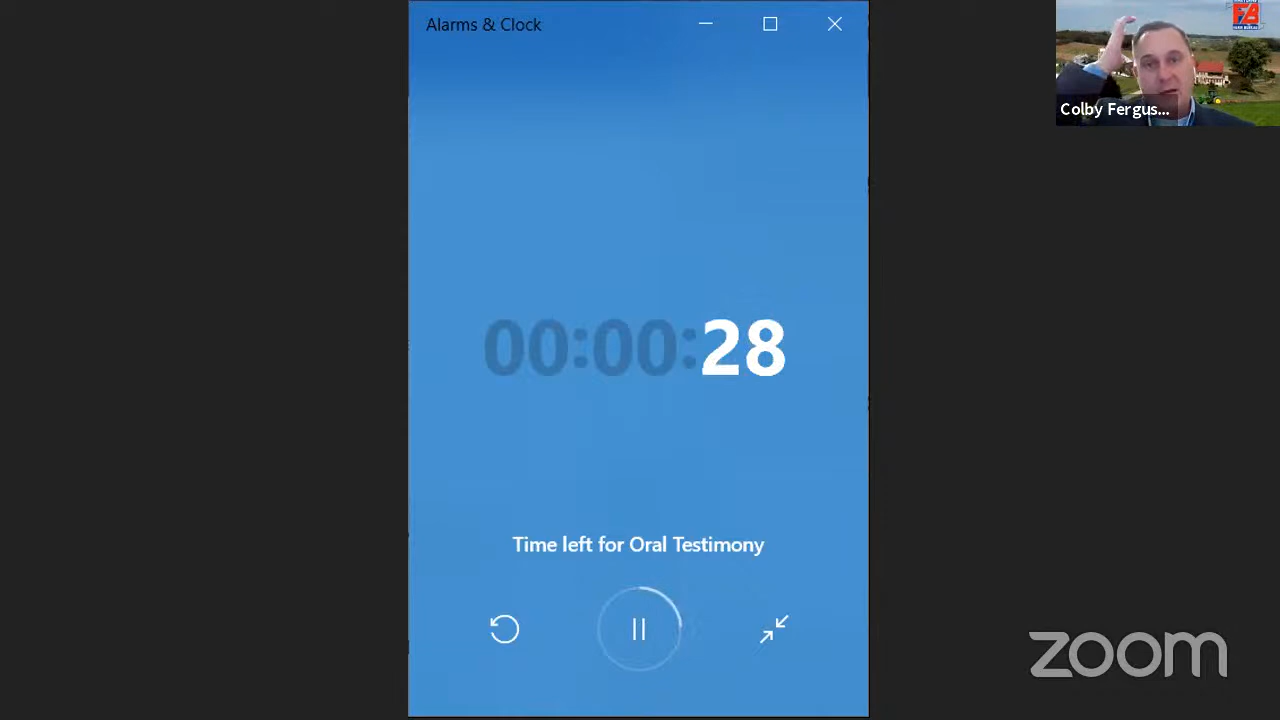 Alarms & Clock
Colby Fergus...
00:00:28
Time left for Oral Testimony
zoom